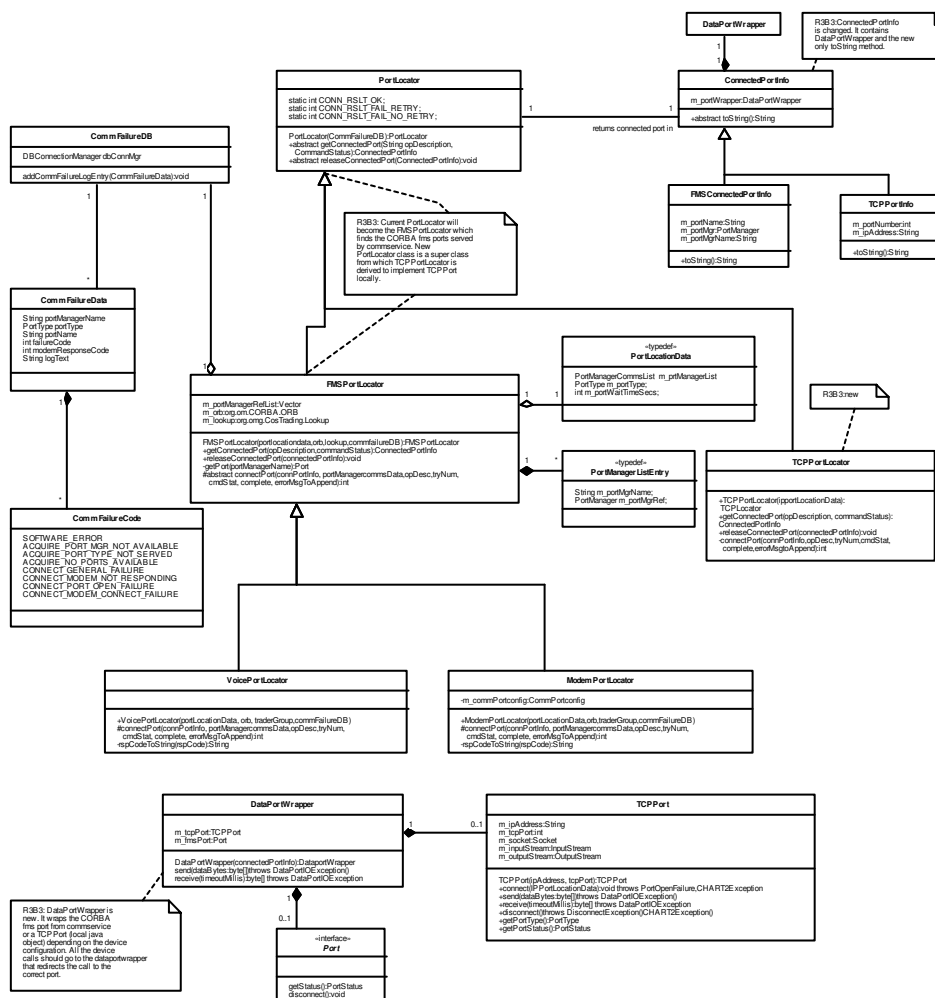 DataPortWrapper
R3B3:ConnectedPortInfo
is changed. It contains
DataPortWrapper and the new
only toString method.
1
1
ConnectedPortInfo
m_portWrapper:DataPortWrapper
+abstract toString():String
PortLocator
static int CONN_RSLT_OK;
static int CONN_RSLT_FAIL_RETRY;
static int CONN_RSLT_FAIL_NO_RETRY;
PortLocator(CommFailureDB):PortLocator
+abstract getConnectedPort(String opDescription,
CommandStatus):ConnectedPortInfo
+abstract releaseConnectedPort(ConnectedPortInfo):void
1
1
returns connected port in
CommFailureDB
DBConnectionManager dbConnMgr
addCommFailureLogEntry(CommFailureData):void
1
1
FMSConnectedPortInfo
m_portName:String
m_portMgr:PortManager
m_portMgrName:String
+toString():String
TCPPortInfo
m_portNumber:int
m_ipAddress:String
+toString():String
R3B3: Current PortLocator will
become the FMSPortLocator which
finds the CORBA fms ports served
by commservice. New
PortLocator class is a super class
from which TCPPortLocator is
derived to implement TCPPort
locally.
*
CommFailureData
String portManagerName
PortType portType
String portName
int failureCode
int modemResponseCode
String logText
1
*
CommFailureCode
SOFTWARE_ERROR
ACQUIRE_PORT_MGR_NOT_AVAILABLE
ACQUIRE_PORT_TYPE_NOT_SERVED
ACQUIRE_NO_PORTS_AVAILABLE
CONNECT_GENERAL_FAILURE
CONNECT_MODEM_NOT_RESPONDING
CONNECT_PORT_OPEN_FAILURE
CONNECT_MODEM_CONNECT_FAILURE
1
FMSPortLocator
m_portManagerRefList:Vector
m_orb:org.om.CORBA.ORB
m_lookup:org.omg.CosTrading.Lookup
FMSPortLocator(portlocationdata,orb,lookup,commfailureDB):FMSPortLocator
+getConnectedPort(opDescription,commandStatus):ConnectedPortInfo
+releaseConnectedPort(connectedPortInfo):void
-getPort(portManagerName):Port
#abstract connectPort(connPortInfo, portManagercommsData,opDesc,tryNum,
cmdStat, complete, errorMsgToAppend):int
1
1
«typedef»
PortLocationData
PortManagerCommsList m_prtManagerList
PortType m_portType;
int m_portWaitTimeSecs;
1
*
«typedef»
PortManagerListEntry
String m_portMgrName;
PortManager m_portMgrRef;
R3B3:new
TCPPortLocator
+TCPPortLocator(ipportLocationData):
TCPLocator
+getConnectedPort(opDescription, commandStatus):
ConnectedPortInfo
+releaseConnectedPort(connectedPortInfo):void
-connectPort(connPortInfo,opDesc,tryNum,cmdStat,
complete,errorMsgtoAppend):int
VoicePortLocator
+VoicePortLocator(portLocationData, orb, traderGroup,commFailureDB)
#connectPort(connPortInfo, portManagercommsData,opDesc,tryNum,
cmdStat, complete, errorMsgToAppend):int
-rspCodeToString(rspCode):String
ModemPortLocator
-m_commPortconfig:CommPortconfig
+ModemPortLocator(portLocationData,orb,traderGroup,commFailureDB)
#connectPort(connPortInfo, portManagercommsData,opDesc,tryNum,
cmdStat, complete, errorMsgToAppend):int
-rspCodeToString(rspCode):String
DataPortWrapper
m_tcpPort:TCPPort
m_fmsPort:Port
DataPortWrapper(connectedPortInfo):DataportWrapper
send(dataBytes:byte[]throws DataPortIOException()
receive(timeoutMillis):byte[] throws DataPortIOException
1
0..1
TCPPort
m_ipAddress:String
m_tcpPort:int
m_socket:Socket
m_inputStream:InputStream
m_outputStream:OutputStream
TCPPort(ipAddress, tcpPort):TCPPort
+connect(IPPortLocationData):void throws PortOpenFailure,CHART2Exception
+send(dataBytes:byte[]throws DataPortIOException()
+receive(timeoutMillis):byte[] throws DataPortIOException
+disconnect()throws DisconnectException()CHART2Exception()
+getPortType():PortType
+getPortStatus():PortStatus
R3B3: DataPortWrapper is
new. It wraps the CORBA
fms port from commservice
or a TCPPort (local java
object) depending on the device
configuration. All the device
calls should go to the dataportwrapper
that redirects the call to the
correct port.
1
0..1
«interface»
Port
getStatus():PortStatus
disconnect():void